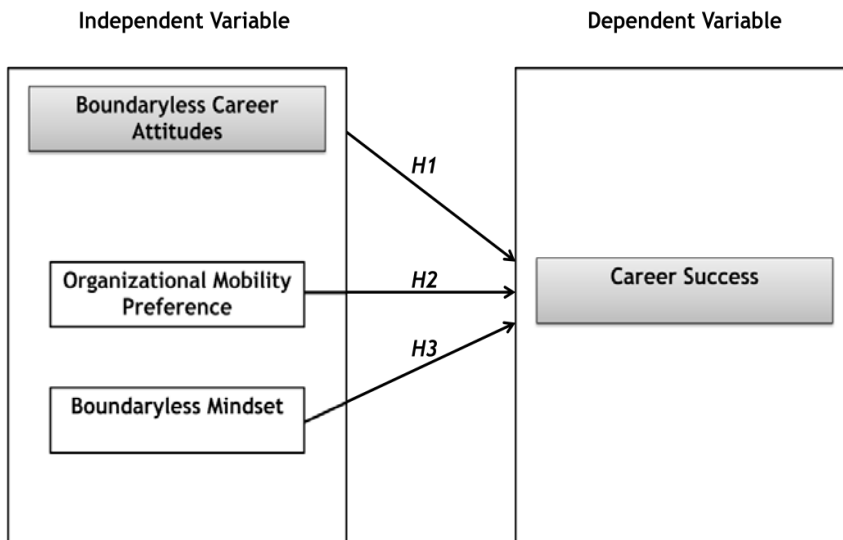 Independent Variable
Dependent Variable
Boundaryless Career
Attitudes
H1
Organizational Mobility
Preference
H2
Career Success
H3
Boundaryless Mindset